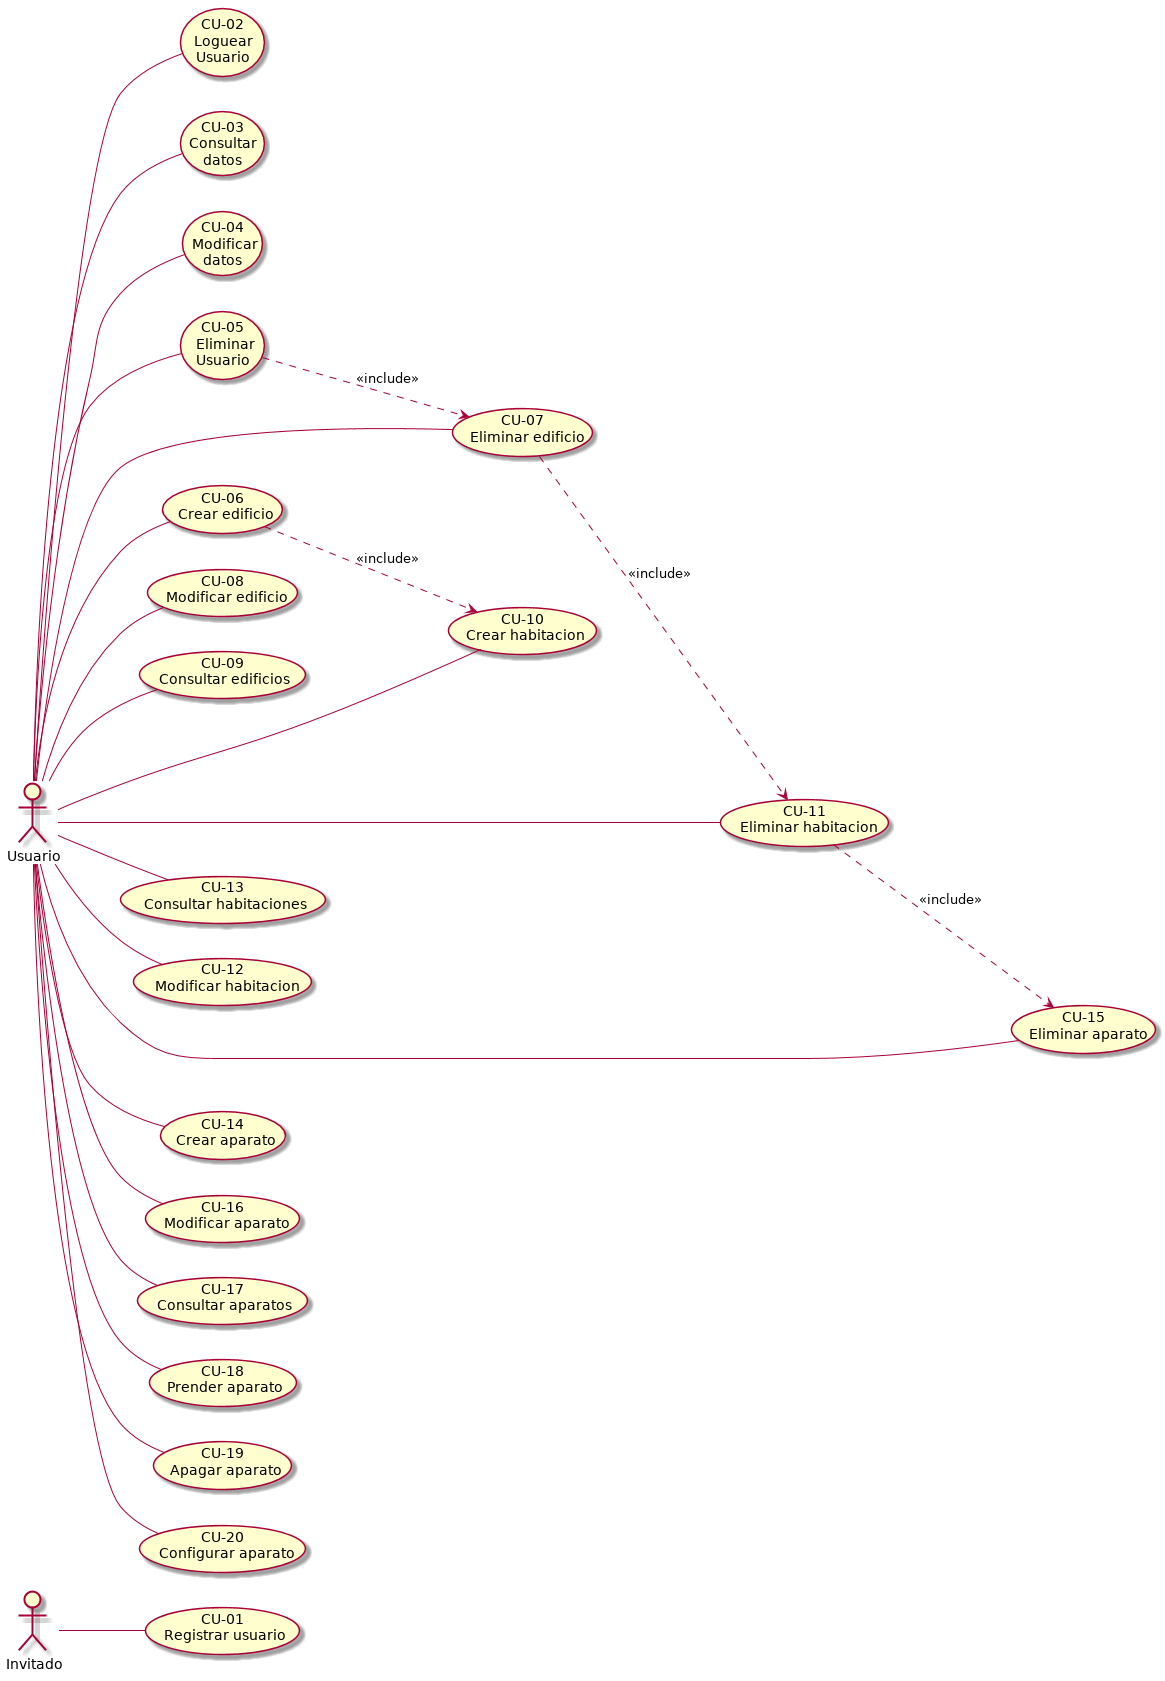 CU-02
Loguear
Usuario
CU-03
Consultar
datos
CU-04
Modificar
datos
CU-05
Eliminar
Usuario
«include»
CU-07
Eliminar edificio
CU-06
Crear edificio
«include»
«include»
CU-08
Modificar edificio
CU-10
Crear habitacion
CU-09
Consultar edificios
CU-11
Eliminar habitacion
Usuario
CU-13
Consultar habitaciones
«include»
CU-12
Modificar habitacion
CU-15
Eliminar aparato
CU-14
Crear aparato
CU-16
Modificar aparato
CU-17
Consultar aparatos
CU-18
Prender aparato
CU-19
Apagar aparato
CU-20
Configurar aparato
CU-01
Registrar usuario
Invitado